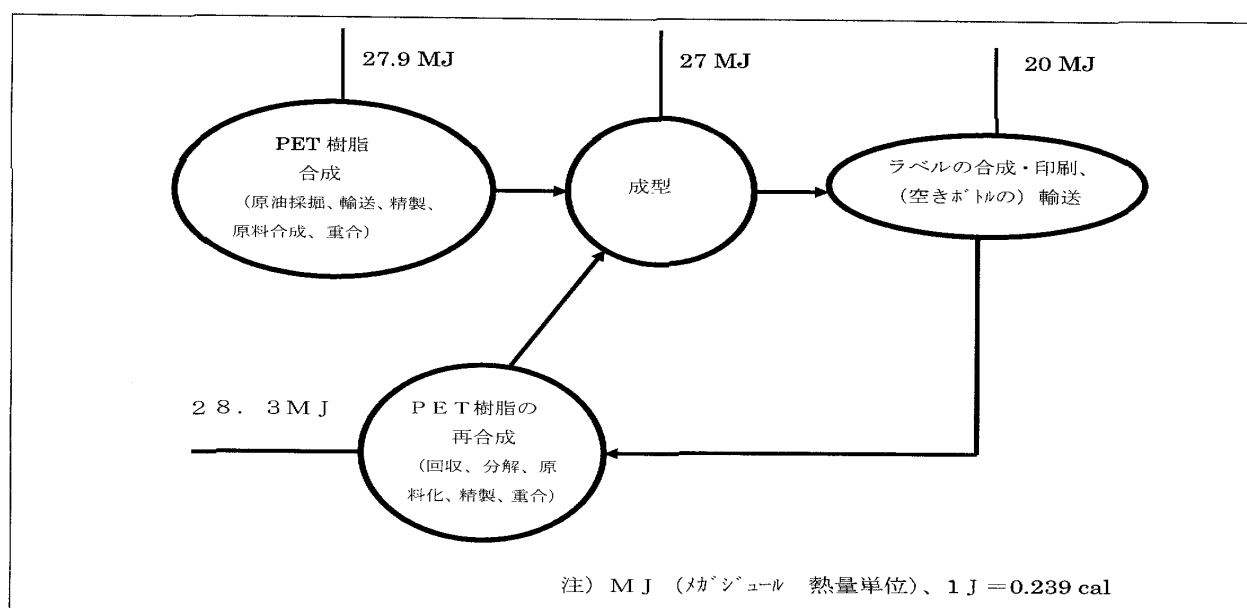 27.9 MJ
27 MJ
20 MJ
PET 樹脂
合成
(原油採掘、輸送、精製、
原料合成、重合)
成型
ラベルの合成・印刷、
(空きﾎﾞﾄﾙの) 輸送
28.3MJ
PET樹脂の
再合成
(回収、分解、原
料化、精製、重合)
注) MJ (ﾒｶﾞｼﾞｭｰﾙ 熱量単位)、1J＝0.239 cal